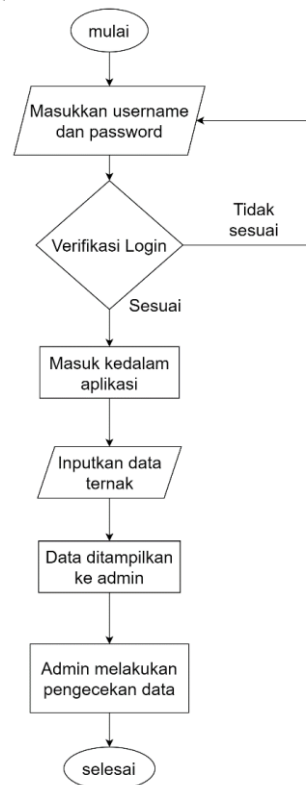 mulai
Masukkan username
dan password
Verifikasi Login
Tidak
sesuai
Sesuai
Masuk kedalam
aplikasi
Inputkan data
ternak
Data ditampilkan
ke admin
Admin melakukan
pengecekan data
selesai